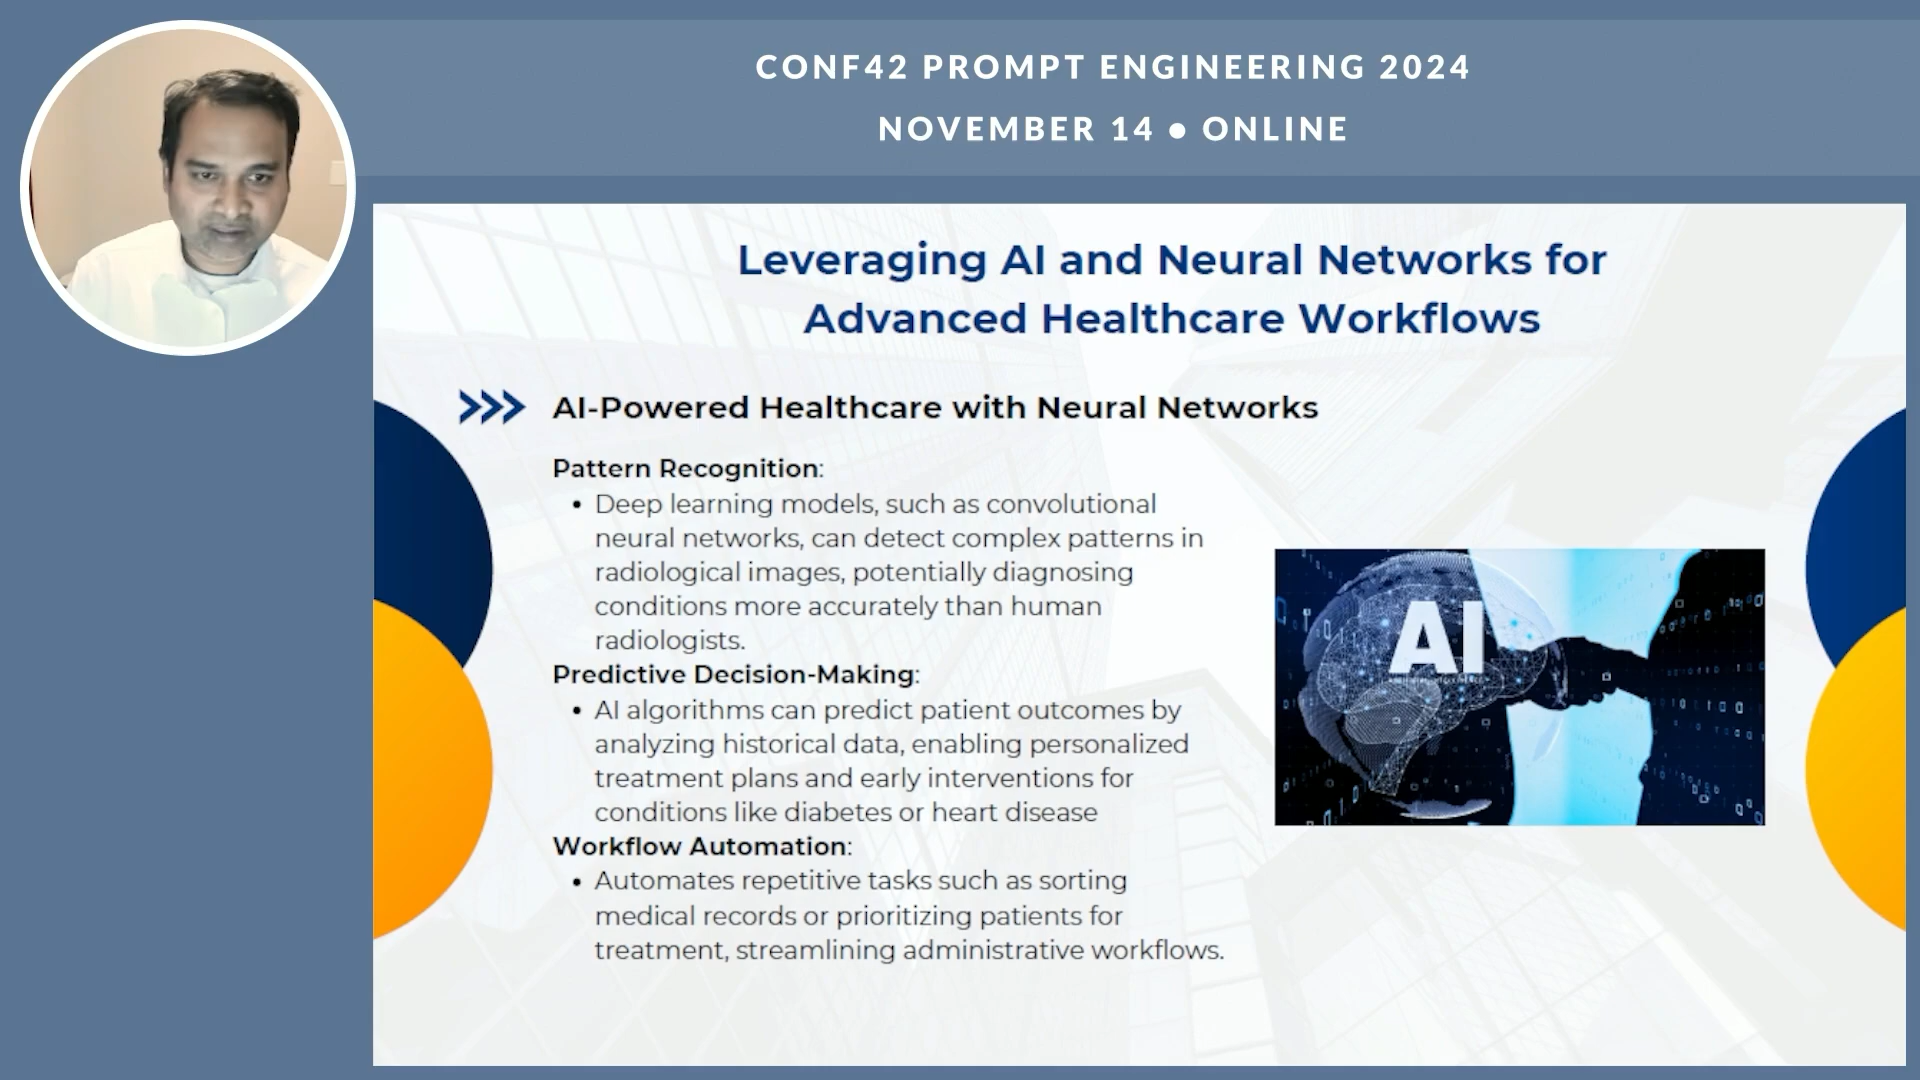 CONF42 PROMPT ENGINEERING 2024
NOVEMBER 14 ● ONLINE
Leveraging AI and Neural Networks for
Advanced Healthcare Workflows
>>> AI-Powered Healthcare with Neural Networks
Pattern Recognition:
• Deep learning models, such as convolutional
neural networks, can detect complex patterns in
radiological images, potentially diagnosing
conditions more accurately than human
radiologists.
Predictive Decision-Making:
• AI algorithms can predict patient outcomes by
analyzing historical data, enabling personalized
treatment plans and early interventions for
conditions like diabetes or heart disease
Workflow Automation:
• Automates repetitive tasks such as sorting
medical records or prioritizing patients for
treatment, streamlining administrative workflows.
AI